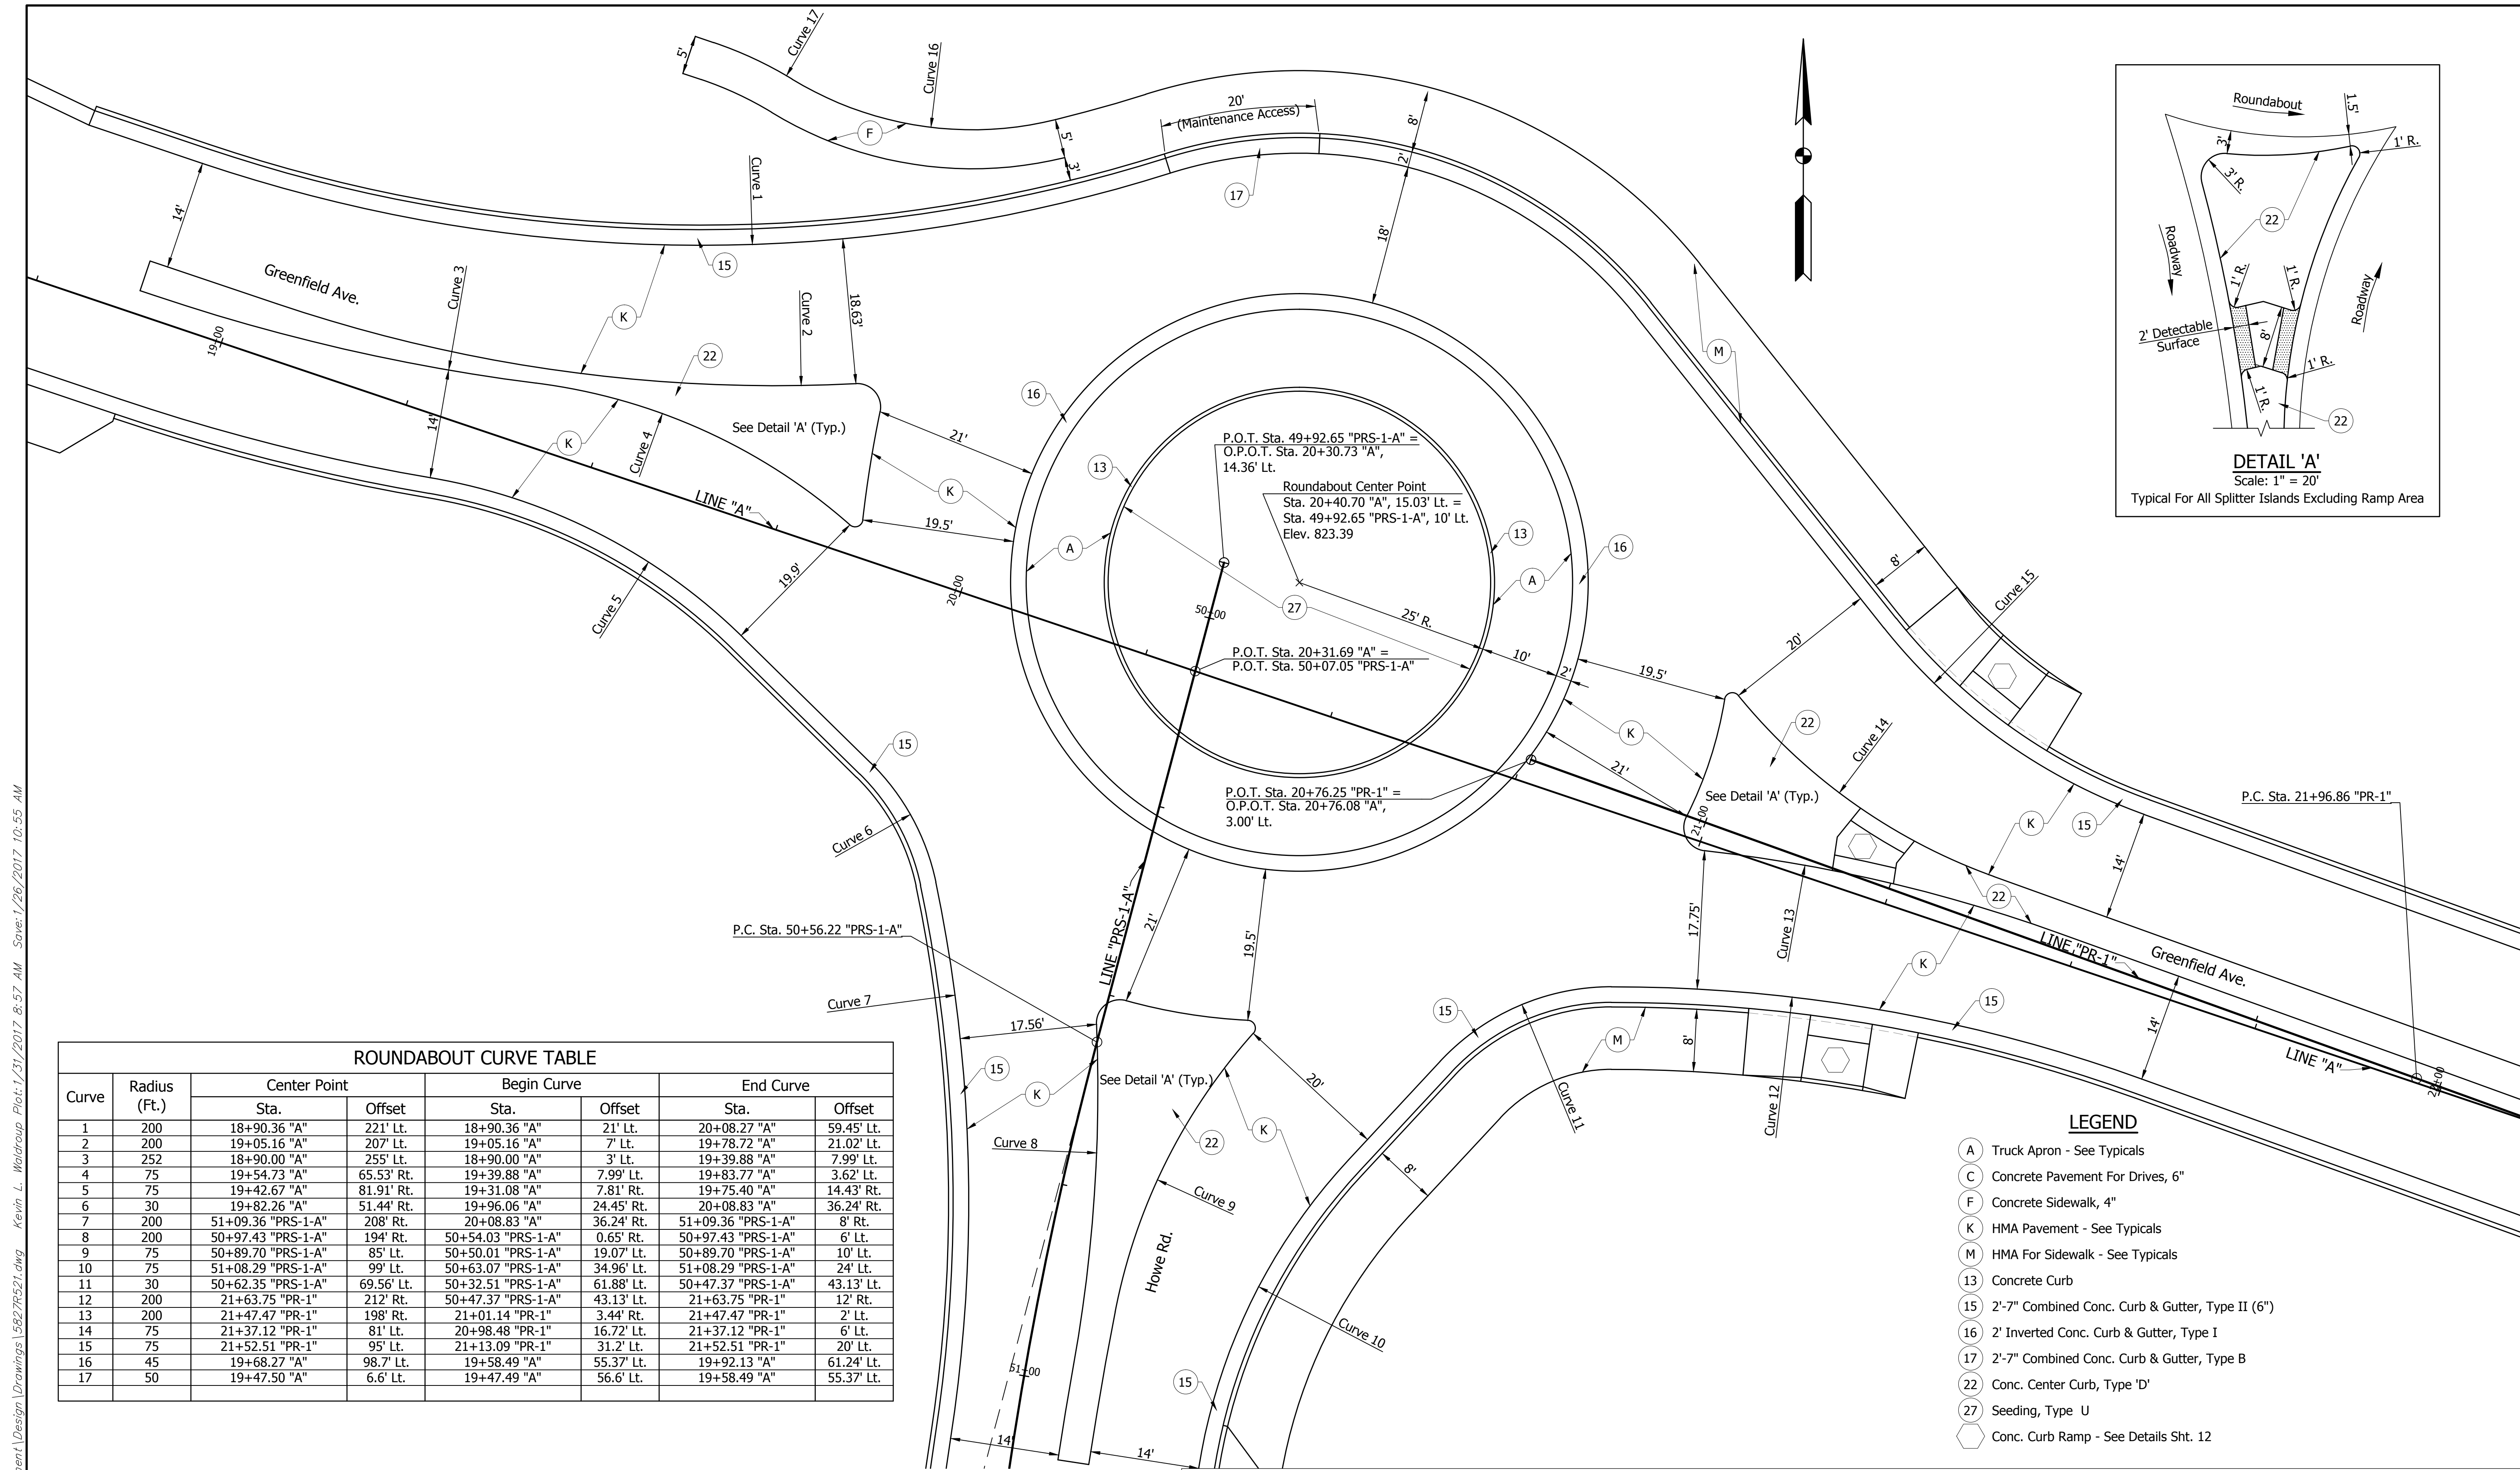 Curve 17
5'
Curve 16
20'
(Maintenance Access)
8'
F
5'
3'
2'
Curve 1
17
14'
18'
15
Greenfield Ave.
Curve 3
Curve 2
18.63'
K
19+00
22
14'
K
Curve 4
See Detail 'A' (Typ.)
21'
16
M
13
P.O.T. Sta. 49+92.65 "PRS-1-A" =
O.P.O.T. Sta. 20+30.73 "A",
14.36' Lt.
Roundabout Center Point
Sta. 20+40.70 "A", 15.03' Lt. =
Sta. 49+92.65 "PRS-1-A", 10' Lt.
Elev. 823.39
K
LINE "A"
19.5'
A
13
16
A
8'
19.9'
Curve 5
20+00
50+00
27
25' R.
10'
2'
P.O.T. Sta. 20+31.69 "A" =
P.O.T. Sta. 50+07.05 "PRS-1-A"
Curve 15
20'
19.5'
22
K
Curve 14
15
21'
P.O.T. Sta. 20+76.25 "PR-1" =
O.P.O.T. Sta. 20+76.08 "A",
3.00' Lt.
See Detail 'A' (Typ.)
21+00
P.C. Sta. 21+96.86 "PR-1"
Curve 6
K
15
14'
LINE "PRS-1-A"
21'
19.5'
17.75'
Curve 13
22
P.C. Sta. 50+56.22 "PRS-1-A"
LINE "PR-1"
Greenfield Ave.
K
Curve 7
17.56'
15
15
14'
M
8'
LINE "A"
22+00
15
K
See Detail 'A' (Typ.)
20'
Curve 11
Curve 12
Curve 8
22
K
8'
Curve 9
Howe Rd.
Curve 10
51+00
15
14'
14'
Roundabout
1.5'
3'
1' R.
3' R.
22
Roadway
1' R.
1' R.
Roadway
2' Detectable
Surface
8'
1' R.
1' R.
22
DETAIL 'A'
Scale: 1" = 20'
Typical For All Splitter Islands Excluding Ramp Area
ROUNDABOUT CURVE TABLE
Curve Radius (Ft.) Center Point Begin Curve End Curve
Sta. Offset Sta. Offset Sta. Offset
1 200 18+90.36 "A" 221' Lt. 18+90.36 "A" 21' Lt. 20+08.27 "A" 59.45' Lt.
2 200 19+05.16 "A" 207' Lt. 19+05.16 "A" 7' Lt. 19+78.72 "A" 21.02' Lt.
3 252 18+90.00 "A" 255' Lt. 18+90.00 "A" 3' Lt. 19+39.88 "A" 7.99' Lt.
4 75 19+54.73 "A" 65.53' Rt. 19+39.88 "A" 7.99' Lt. 19+83.77 "A" 3.62' Lt.
5 75 19+42.67 "A" 81.91' Rt. 19+31.08 "A" 7.81' Rt. 19+75.40 "A" 14.43' Rt.
6 30 19+82.26 "A" 51.44' Rt. 19+96.06 "A" 24.45' Rt. 20+08.83 "A" 36.24' Rt.
7 200 51+09.36 "PRS-1-A" 208' Rt. 20+08.83 "A" 36.24' Rt. 51+09.36 "PRS-1-A" 8' Rt.
8 200 50+97.43 "PRS-1-A" 194' Rt. 50+54.03 "PRS-1-A" 0.65' Rt. 50+97.43 "PRS-1-A" 6' Lt.
9 75 50+89.70 "PRS-1-A" 85' Lt. 50+50.01 "PRS-1-A" 19.07' Lt. 50+89.70 "PRS-1-A" 10' Lt.
10 75 51+08.29 "PRS-1-A" 99' Lt. 50+63.07 "PRS-1-A" 34.96' Lt. 51+08.29 "PRS-1-A" 24' Lt.
11 30 50+62.35 "PRS-1-A" 69.56' Lt. 50+32.51 "PRS-1-A" 61.88' Lt. 50+47.37 "PRS-1-A" 43.13' Lt.
12 200 21+63.75 "PR-1" 212' Rt. 50+47.37 "PRS-1-A" 43.13' Lt. 21+63.75 "PR-1" 12' Rt.
13 200 21+47.47 "PR-1" 198' Rt. 21+01.14 "PR-1" 3.44' Rt. 21+47.47 "PR-1" 2' Lt.
14 75 21+37.12 "PR-1" 81' Lt. 20+98.48 "PR-1" 16.72' Lt. 21+37.12 "PR-1" 6' Lt.
15 75 21+52.51 "PR-1" 95' Lt. 21+13.09 "PR-1" 31.2' Lt. 21+52.51 "PR-1" 20' Lt.
16 45 19+68.27 "A" 98.7' Lt. 19+58.49 "A" 55.37' Lt. 19+92.13 "A" 61.24' Lt.
17 50 19+47.50 "A" 6.6' Lt. 19+47.49 "A" 56.6' Lt. 19+58.49 "A" 55.37' Lt.
LEGEND
A Truck Apron - See Typicals
C Concrete Pavement For Drives, 6"
F Concrete Sidewalk, 4"
K HMA Pavement - See Typicals
M HMA For Sidewalk - See Typicals
13 Concrete Curb
15 2'-7" Combined Conc. Curb & Gutter, Type II (6")
16 2' Inverted Conc. Curb & Gutter, Type I
17 2'-7" Combined Conc. Curb & Gutter, Type B
22 Conc. Center Curb, Type 'D'
27 Seeding, Type U
Conc. Curb Ramp - See Details Sht. 12
\Design\Drawings\5827R521.dwg Kevin L. Waldroup Plot: 1/31/2017 8:57 AM Save: 1/26/2017 10:55 AM